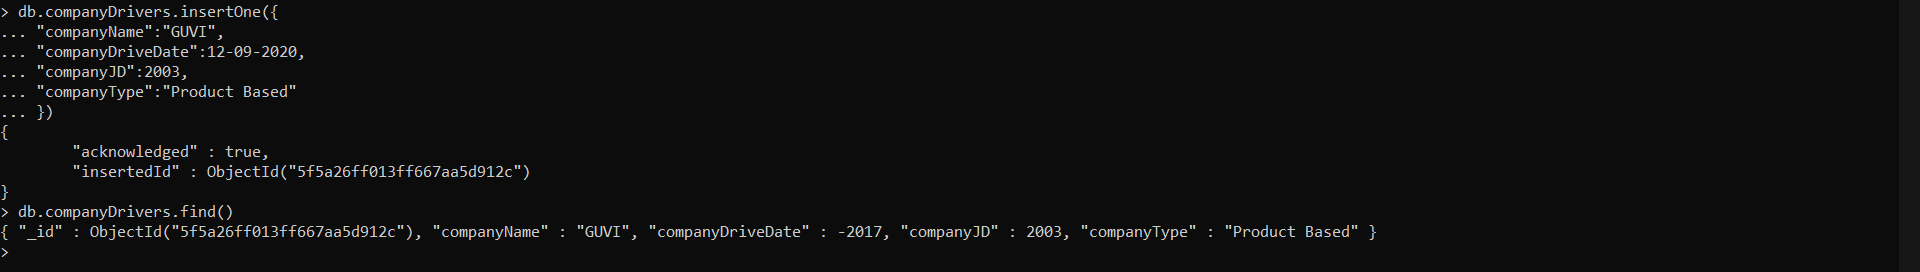 > db.companyDrivers.insertOne({
... "companyName":"GUVI",
... "companyDriveDate":12-09-2020,
... "companyJD":2003,
... "companyType":"Product Based"
... })
{
        "acknowledged" : true,
        "insertedId" : ObjectId("5f5a26ff013ff667aa5d912c")
}
> db.companyDrivers.find()
{ "_id" : ObjectId("5f5a26ff013ff667aa5d912c"), "companyName" : "GUVI", "companyDriveDate" : -2017, "companyJD" : 2003, "companyType" : "Product Based" }
>